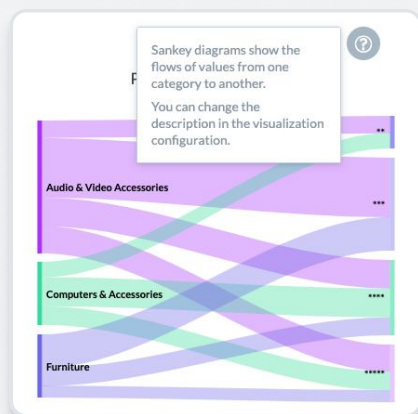 Sankey diagrams show the
flows of values from one
category to another.
You can change the
description in the visualization
configuration.
?
**
Audio & Video Accessories
***
Computers & Accessories
****
Furniture
*****